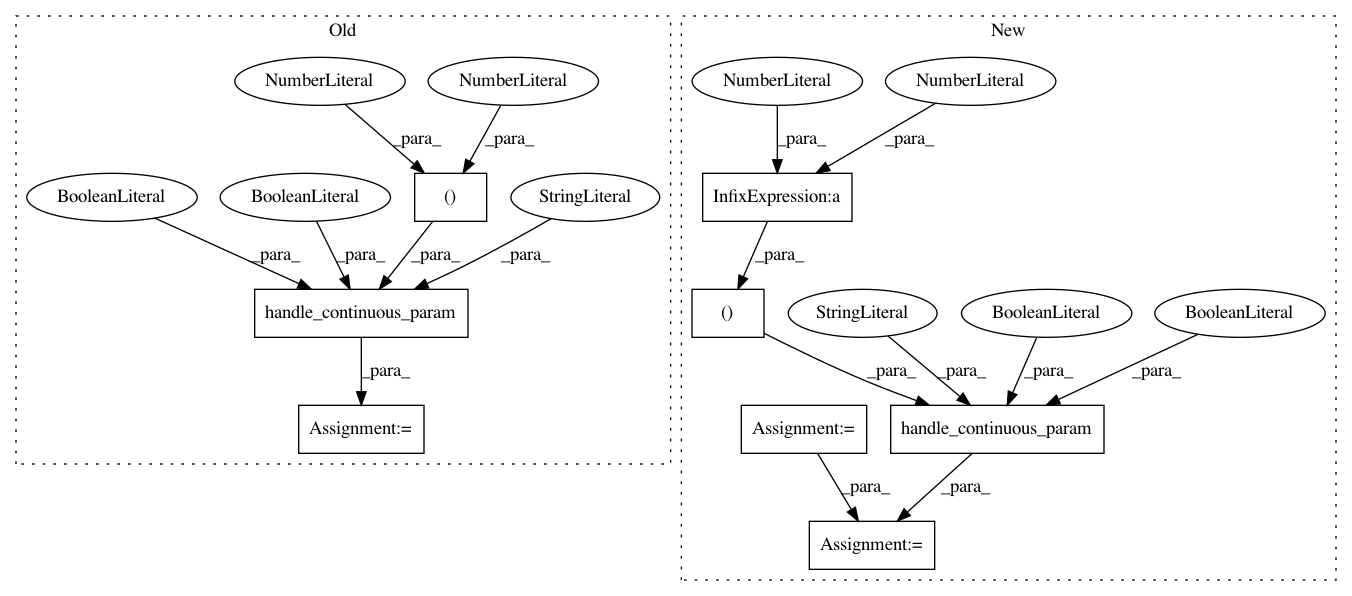 Old
New
NumberLiteral
NumberLiteral
NumberLiteral
NumberLiteral
_para_
_para_
_para_
_para_
BooleanLiteral
BooleanLiteral
()
StringLiteral
InfixExpression:a
_para_
_para_
_para_
_para_
_para_
handle_continuous_param
()
StringLiteral
BooleanLiteral
BooleanLiteral
_para_
_para_
_para_
_para_
_para_
Assignment:=
Assignment:=
handle_continuous_param
_para_
_para_
Assignment:=